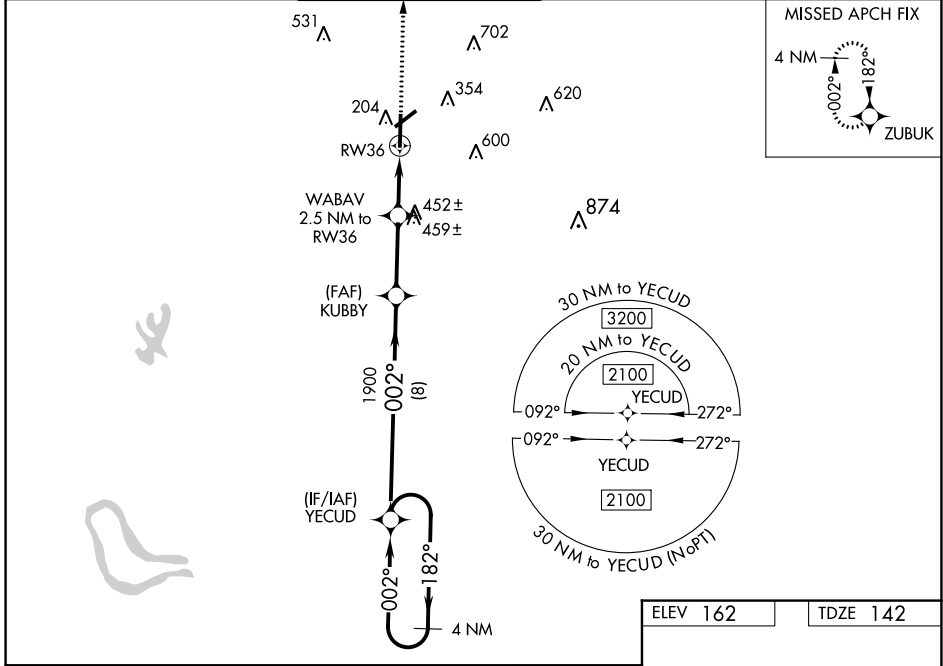 MISSED APCH FIX
4 NM
182°
002°
ZUBUK
531
702
354
620
204
600
RW36
WABAV
2.5 NM to
RW36
452±
459±
874
(FAF)
KUBBY
1900
002°
(8)
(IF/IAF)
YECUD
002°
182°
4 NM
30 NM to YECUD
3200
20 NM to YECUD
2100
YECUD
092°
272°
092°
272°
YECUD
2100
30 NM to YECUD (NoPT)
ELEV 162
TDZE 142